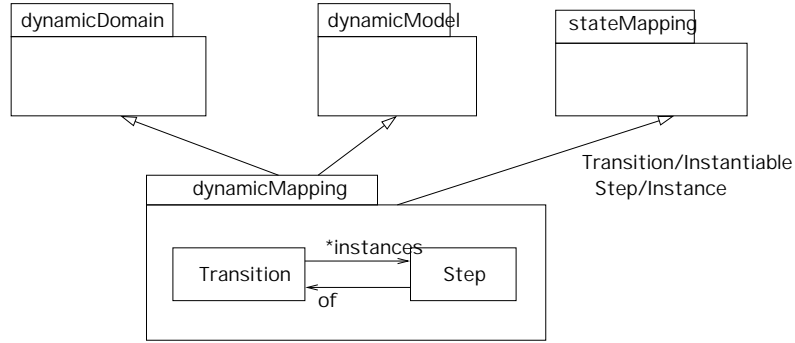 dynamicDomain
dynamicModel
stateMapping
Transition/Instantiable
Step/Instance
dynamicMapping
*instances
Transition
Step
of